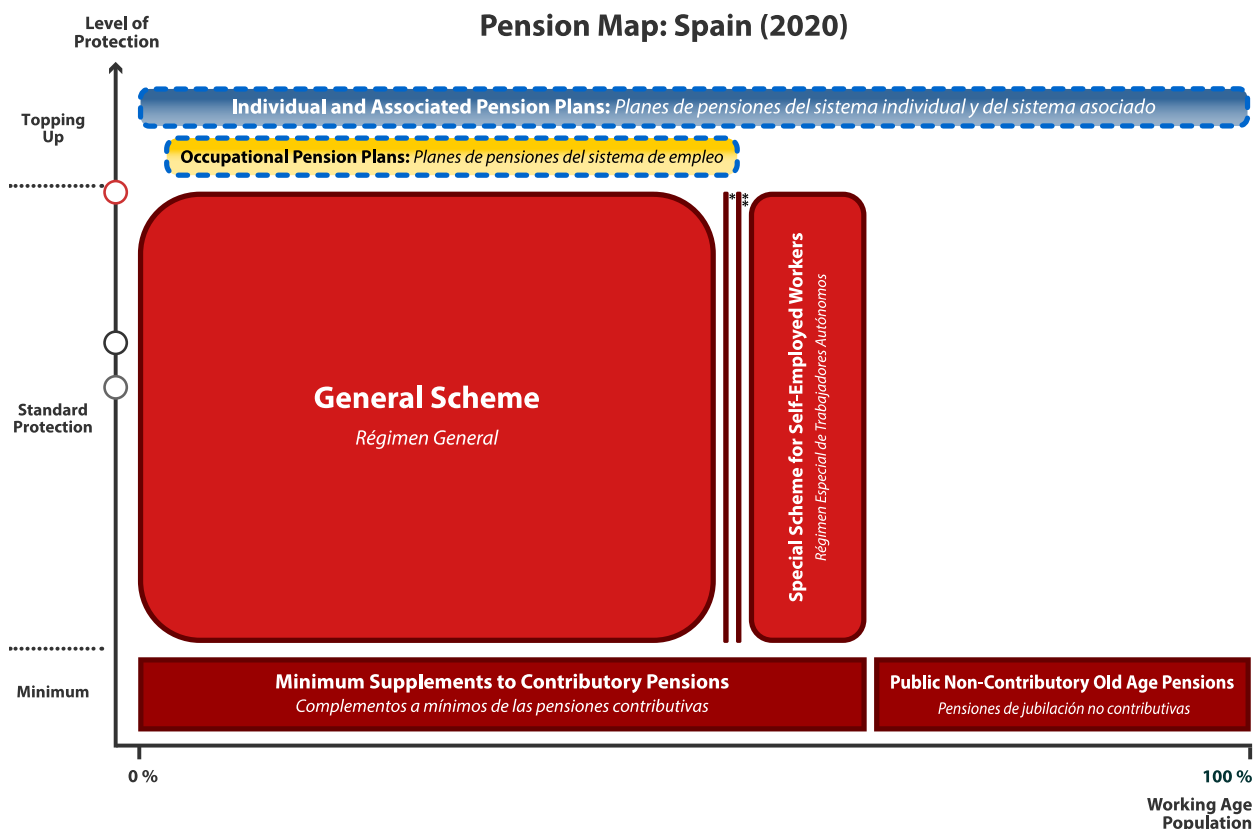 Pension Map: Spain (2020)
Level of
Protection
Topping
Up
Individual and Associated Pension Plans: Planes de pensiones del sistema individual y del sistema asociado
Occupational Pension Plans: Planes de pensiones del sistema de empleo
*
**
Standard
Protection
General Scheme
Régimen General
Special Scheme for Self-Employed Workers
Régimen Especial de Trabajadores Autónomos
Minimum
Minimum Supplements to Contributory Pensions
Complementos a mínimos de las pensiones contributivas
Public Non-Contributory Old Age Pensions
Pensiones de jubilación no contributivas
0 %
100 %
Working Age
Population